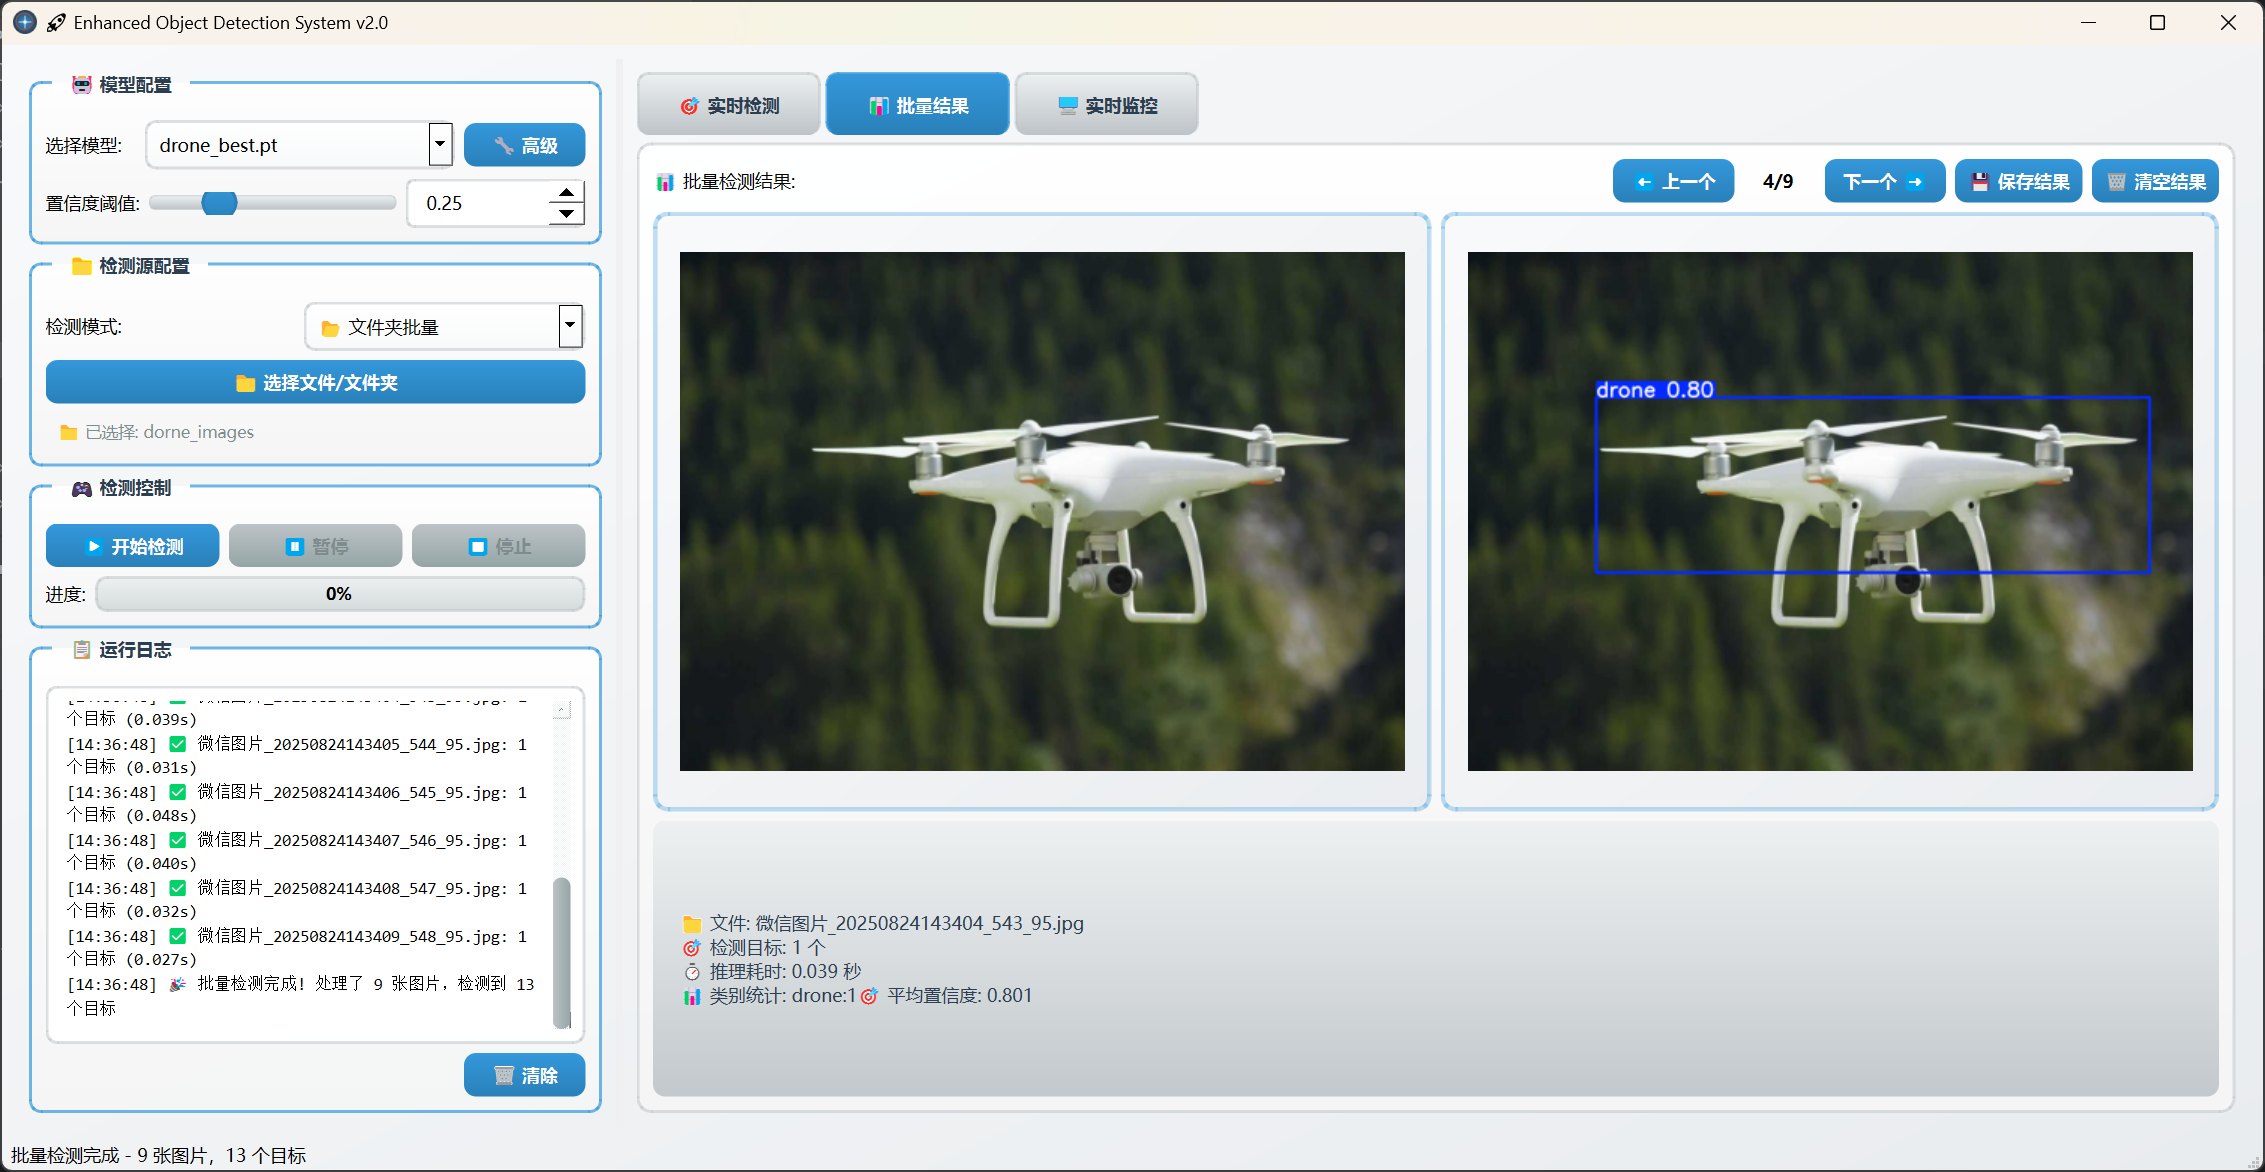 Enhanced Object Detection System v2.0
模型配置
选择模型:
drone_best.pt
高级
置信度阈值:
0.25
检测源配置
检测模式:
文件夹批量
选择文件/文件夹
已选择: dorne_images
检测控制
开始检测
暂停
停止
进度:
0%
运行日志
个目标 (0.039s)
[14:36:48] ✅ 微信图片_20250824143405_544_95.jpg: 1
个目标 (0.031s)
[14:36:48] ✅ 微信图片_20250824143406_545_95.jpg: 1
个目标 (0.048s)
[14:36:48] ✅ 微信图片_20250824143407_546_95.jpg: 1
个目标 (0.040s)
[14:36:48] ✅ 微信图片_20250824143408_547_95.jpg: 1
个目标 (0.032s)
[14:36:48] ✅ 微信图片_20250824143409_548_95.jpg: 1
个目标 (0.027s)
[14:36:48] 🎉 批量检测完成! 处理了 9 张图片, 检测到 13
个目标
清除
实时检测
批量结果
实时监控
批量检测结果:
上一个
4/9
下一个
保存结果
清空结果
drone 0.80
文件: 微信图片_20250824143404_543_95.jpg
检测目标: 1 个
推理耗时: 0.039 秒
类别统计: drone:1 🎯 平均置信度: 0.801
批量检测完成 - 9 张图片, 13 个目标